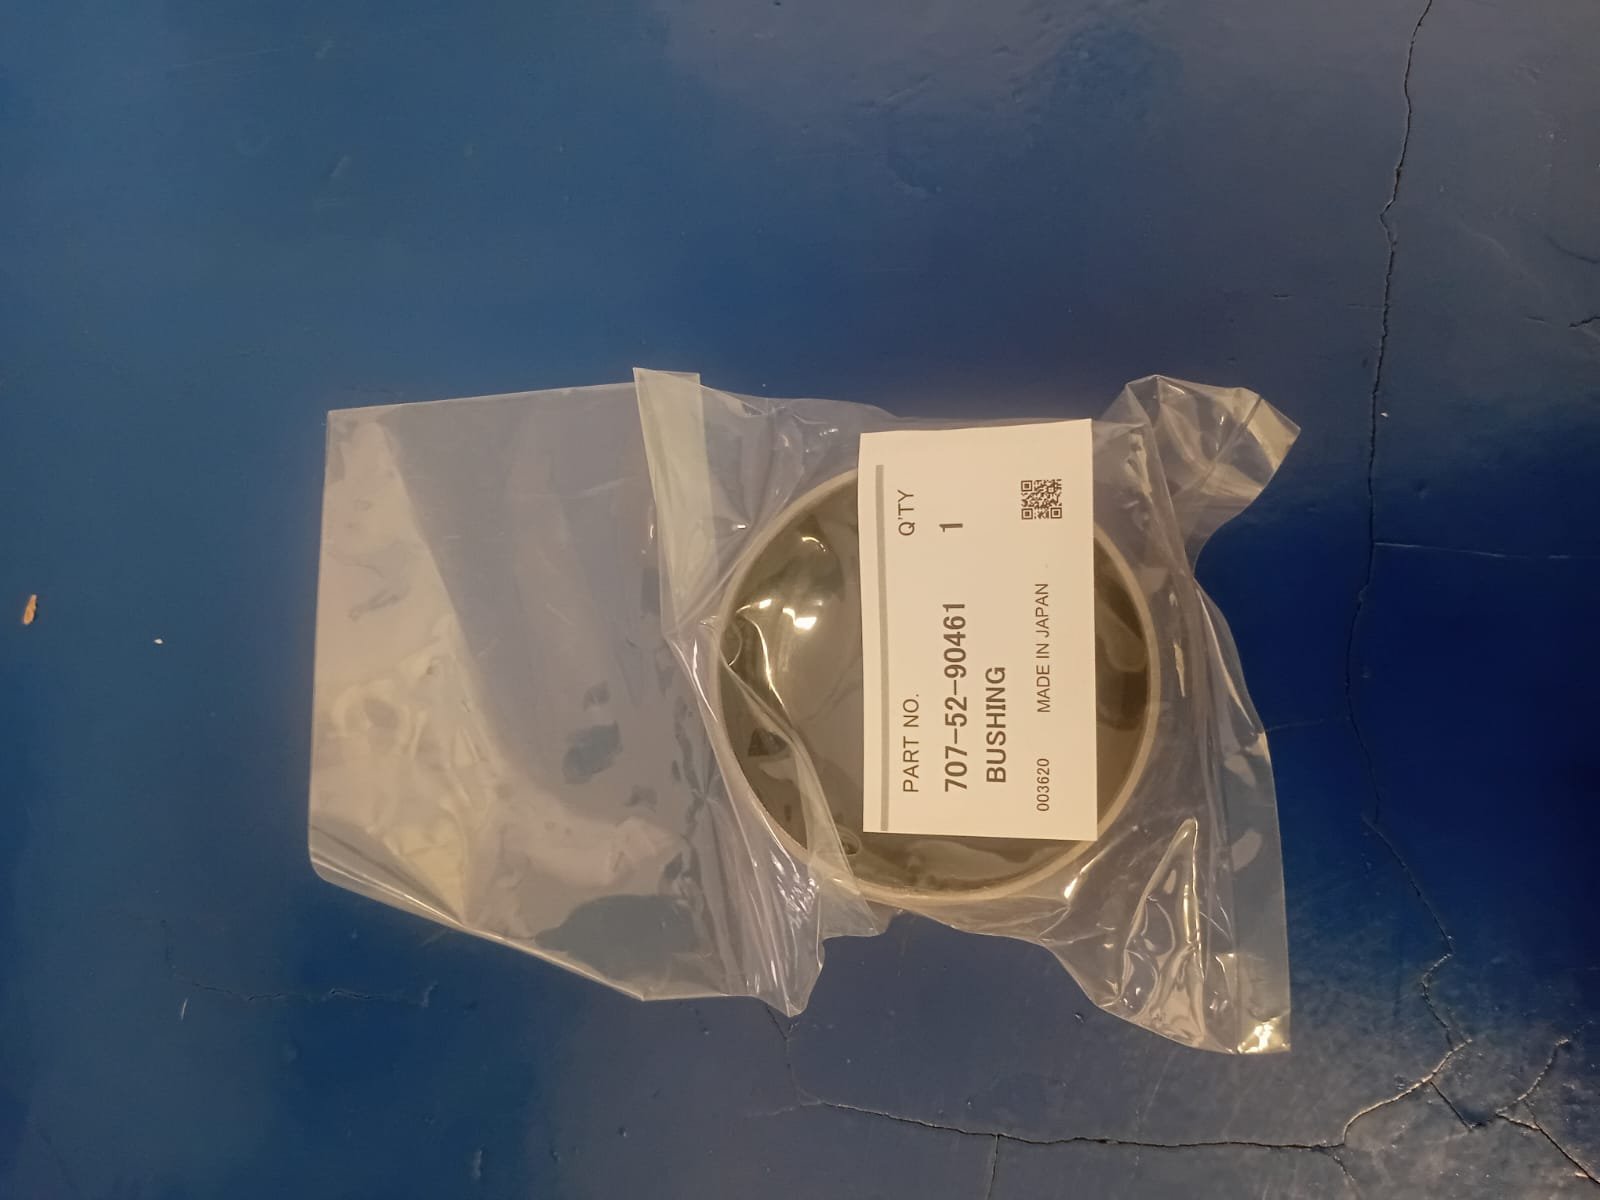 PART NO. Q'TY
707-52-90461 1
BUSHING
003620 MADE IN JAPAN